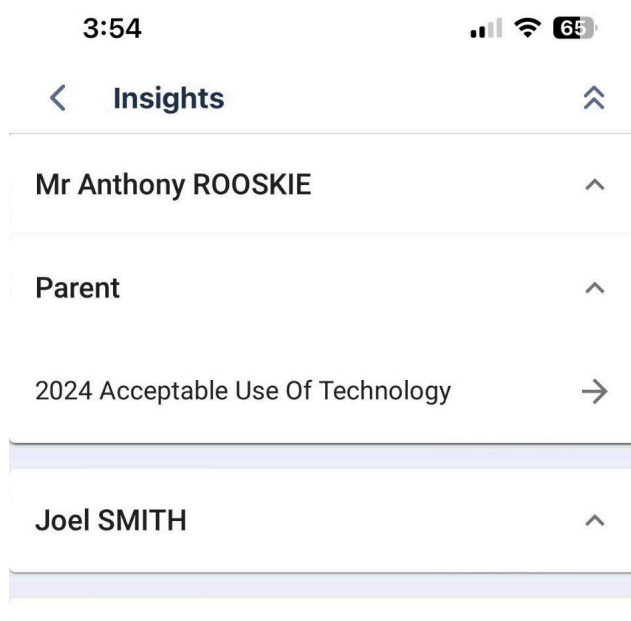 3:54
65
Insights
Mr Anthony ROOSKIE
Parent
2024 Acceptable Use Of Technology
Joel SMITH